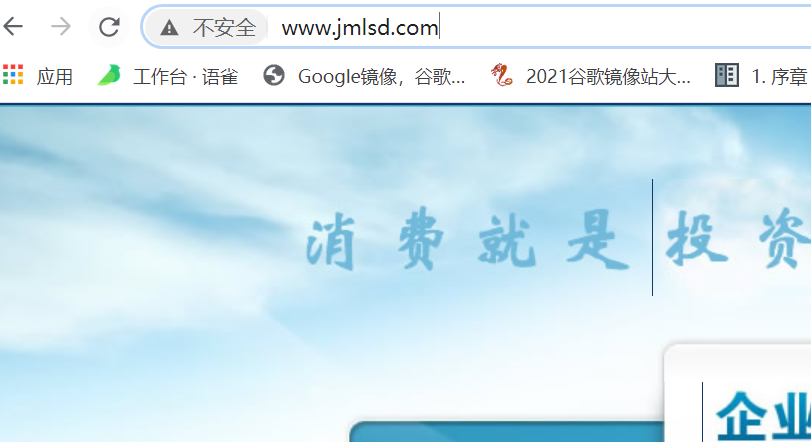 不安全 www.jmlsd.com
应用 工作台 · 语雀 Google镜像，谷歌... 2021谷歌镜像站大... 1. 序章
消费就是投资
企业